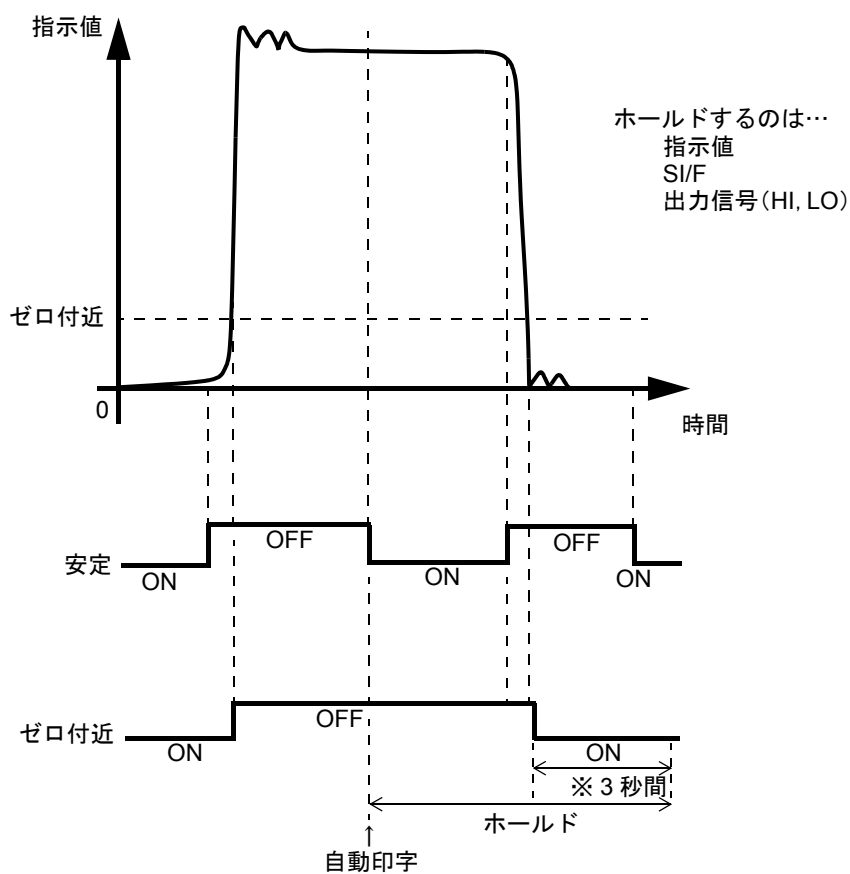 指示値
ホールドするのは…
指示値
SI/F
出力信号（HI, LO）
ゼロ付近
0
時間
安定
ON
OFF
ON
OFF
ON
ゼロ付近
ON
OFF
ON
※ 3 秒間
ホールド
↑
自動印字